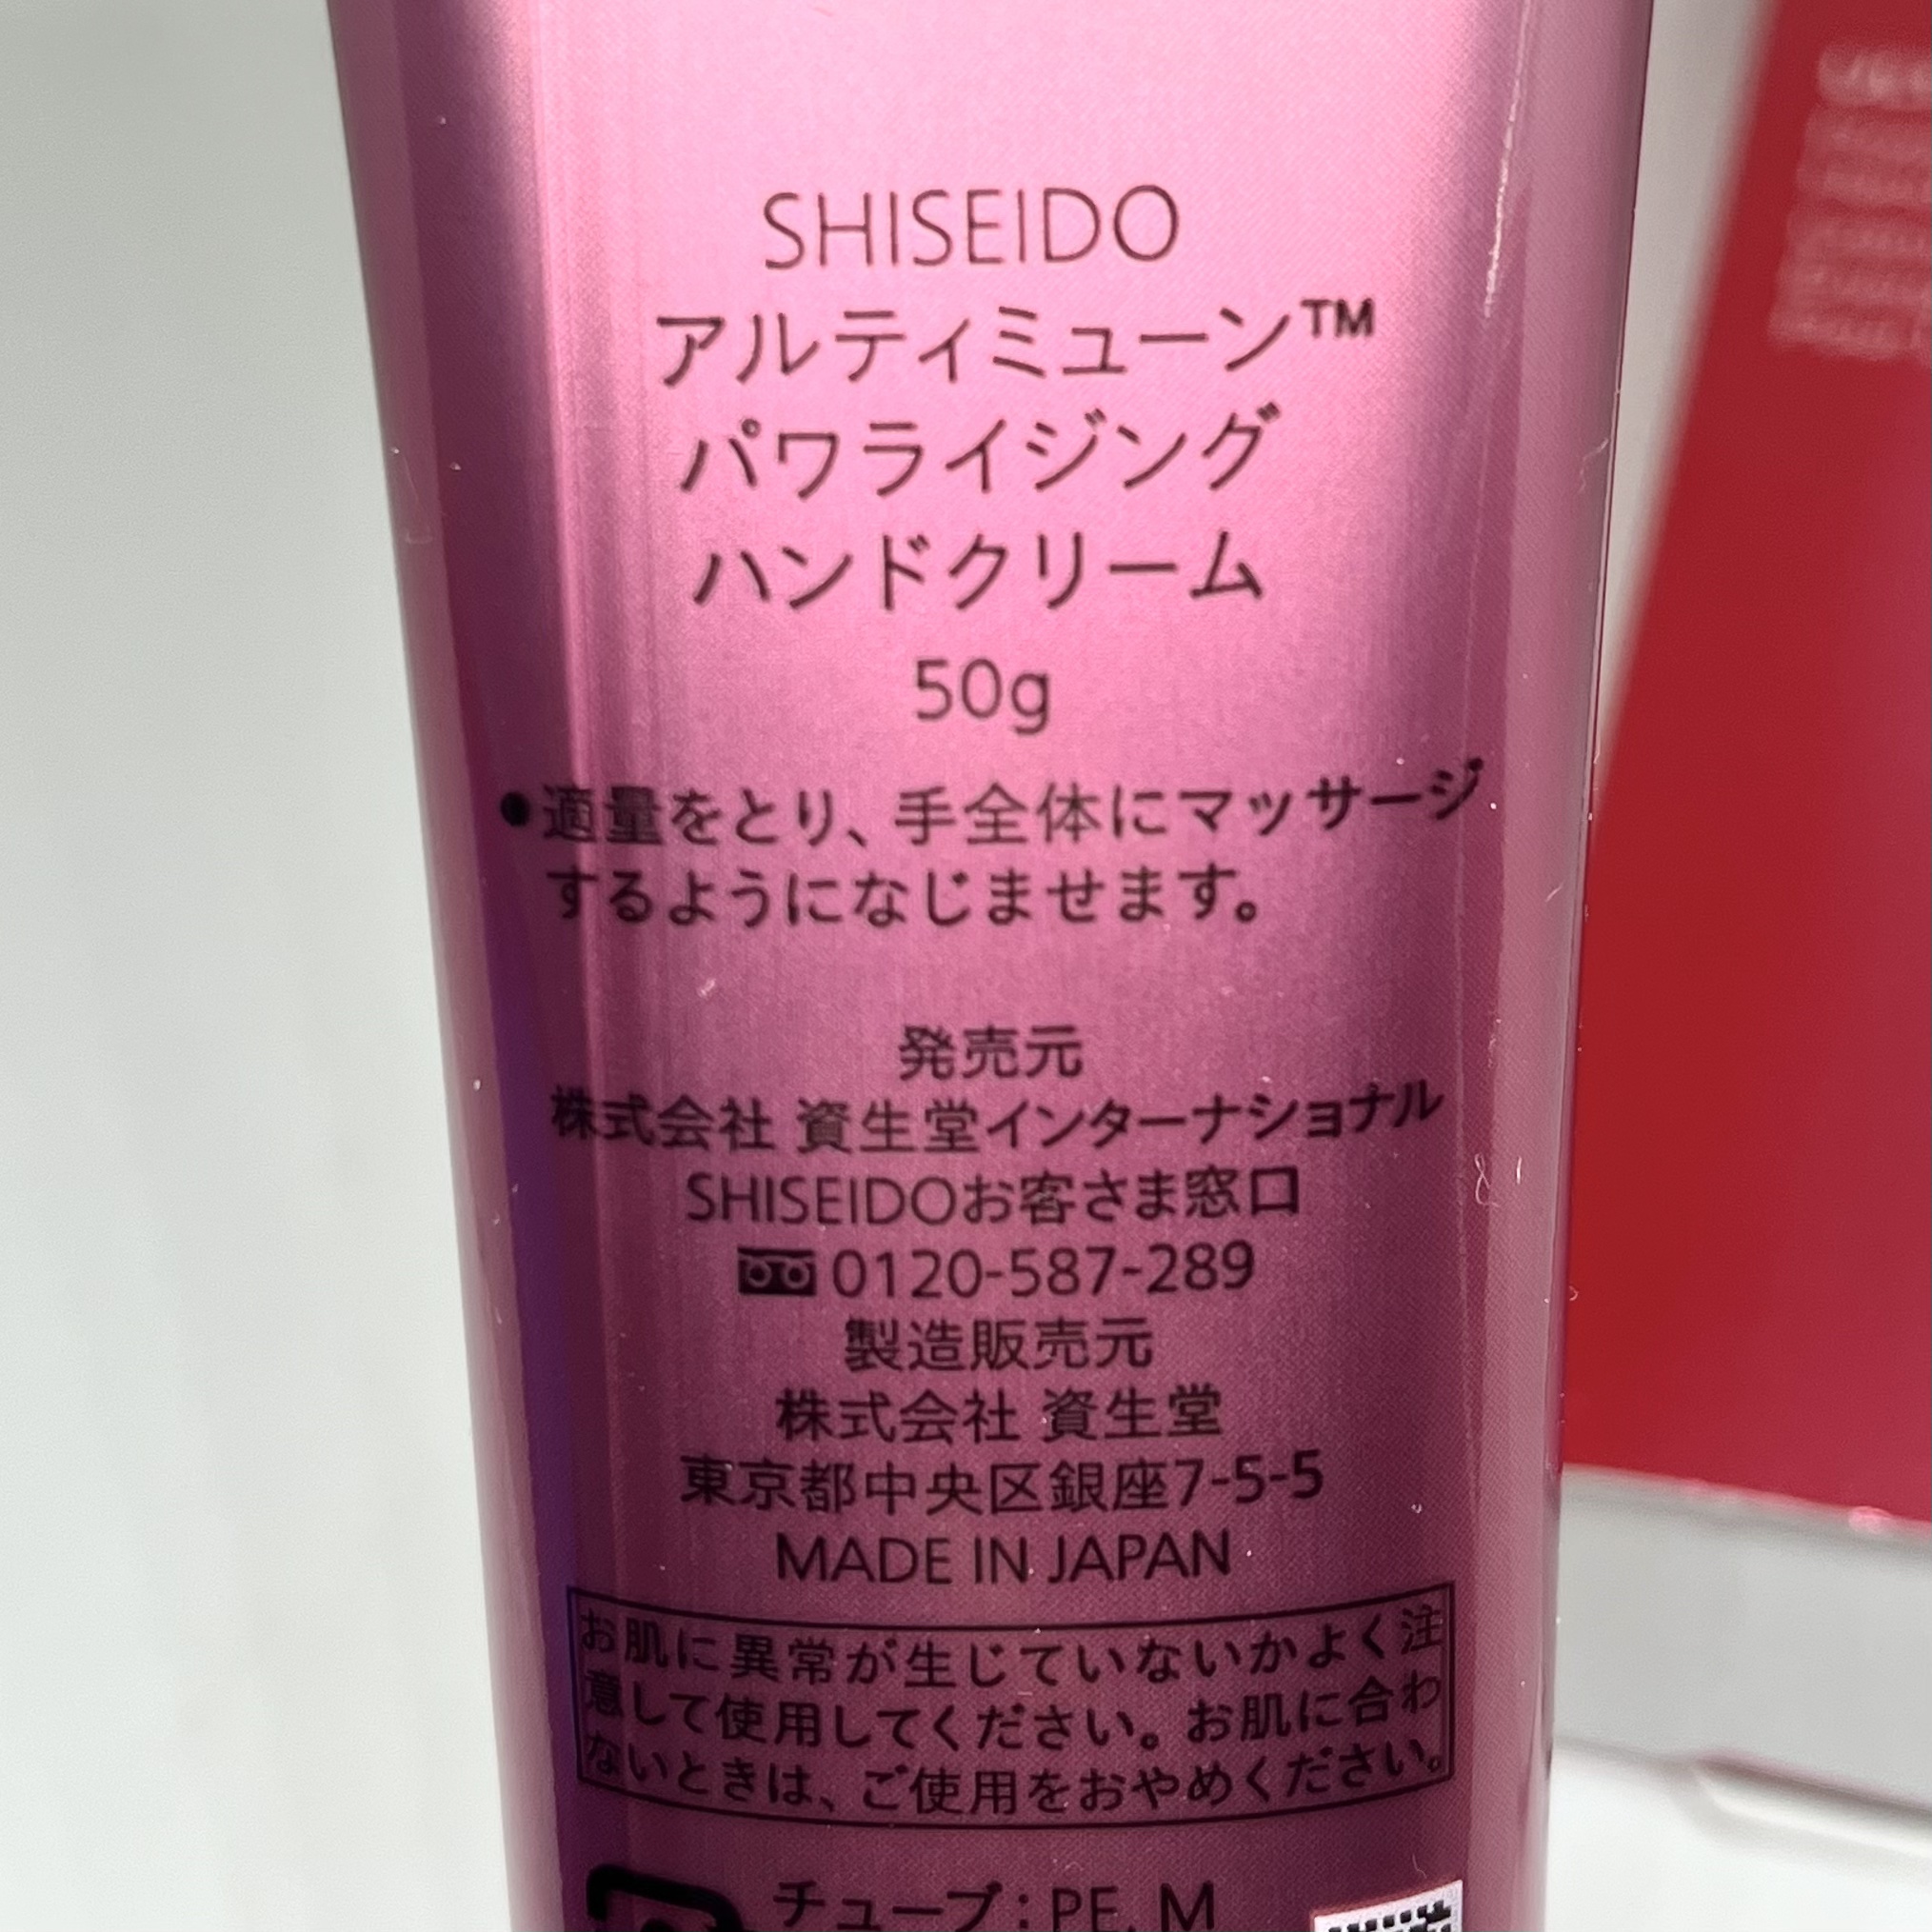 SHISEIDO
アルティミューン™
パワライジング
ハンドクリーム
50g
●適量をとり、手全体にマッサージ
するようになじませます。
発売元
株式会社 資生堂インターナショナル
SHISEIDOお客さま窓口
0120-587-289
製造販売元
株式会社 資生堂
東京都中央区銀座7-5-5
MADE IN JAPAN
お肌に異常が生じていないかよく注
意して使用してください。お肌に合わ
ないときは、ご使用をおやめください。
チューブ：PE, M